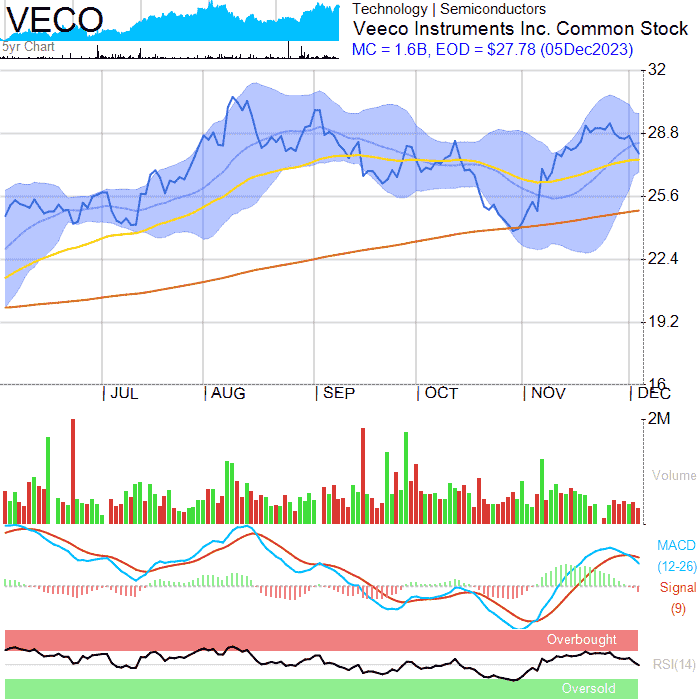 VECO
5yr Chart
Technology | Semiconductors
Veeco Instruments Inc. Common Stock
MC = 1.6B, EOD = $27.78 (05Dec2023)
32
28.8
25.6
22.4
19.2
16
JUL
AUG
SEP
OCT
NOV
DEC
2M
Volume
MACD
(12-26)
Signal
(9)
Overbought
RSI(14)
Oversold